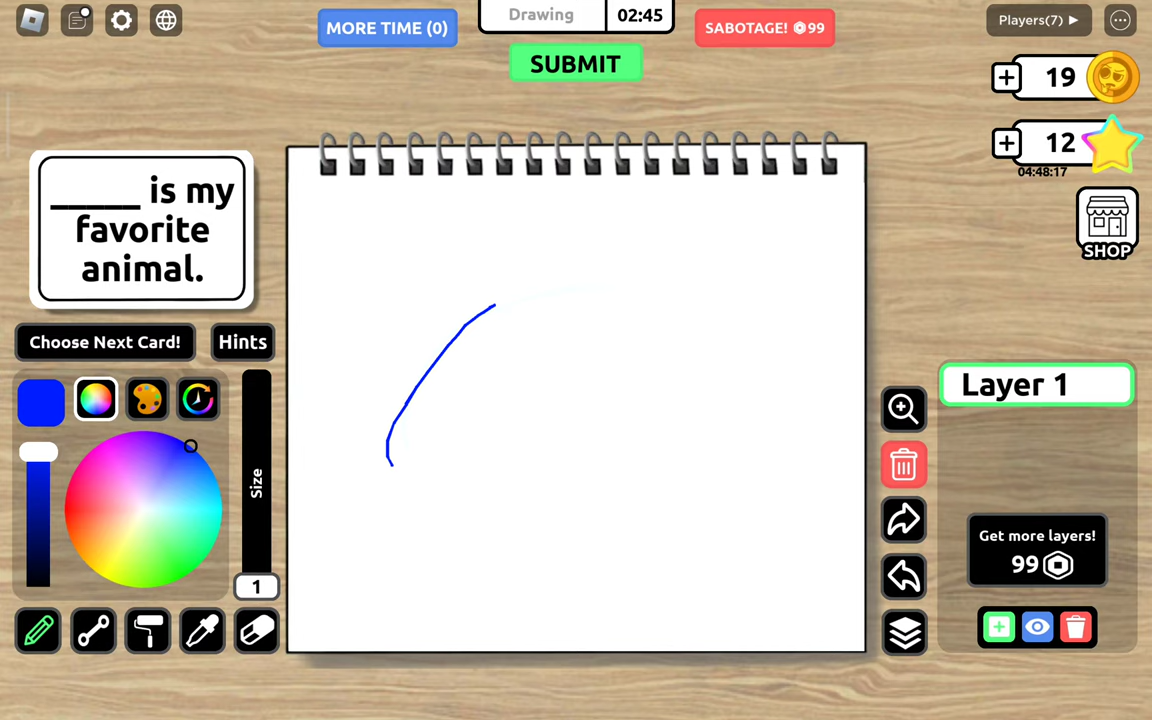 MORE TIME (0)
Drawing
02:45
SABOTAGE! 99
Players(7) ▶
SUBMIT
19
12
04:48:17
SHOP
_____ is my
favorite
animal.
Choose Next Card!
Hints
Size
1
Layer 1
Get more layers!
99